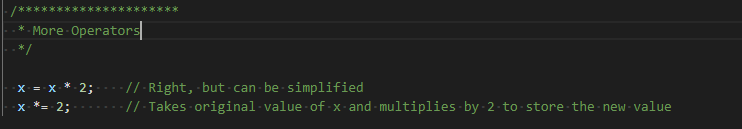 /*********************
* More Operators
*/
x = x * 2;    // Right, but can be simplified
x *= 2;       // Takes original value of x and multiplies by 2 to store the new value